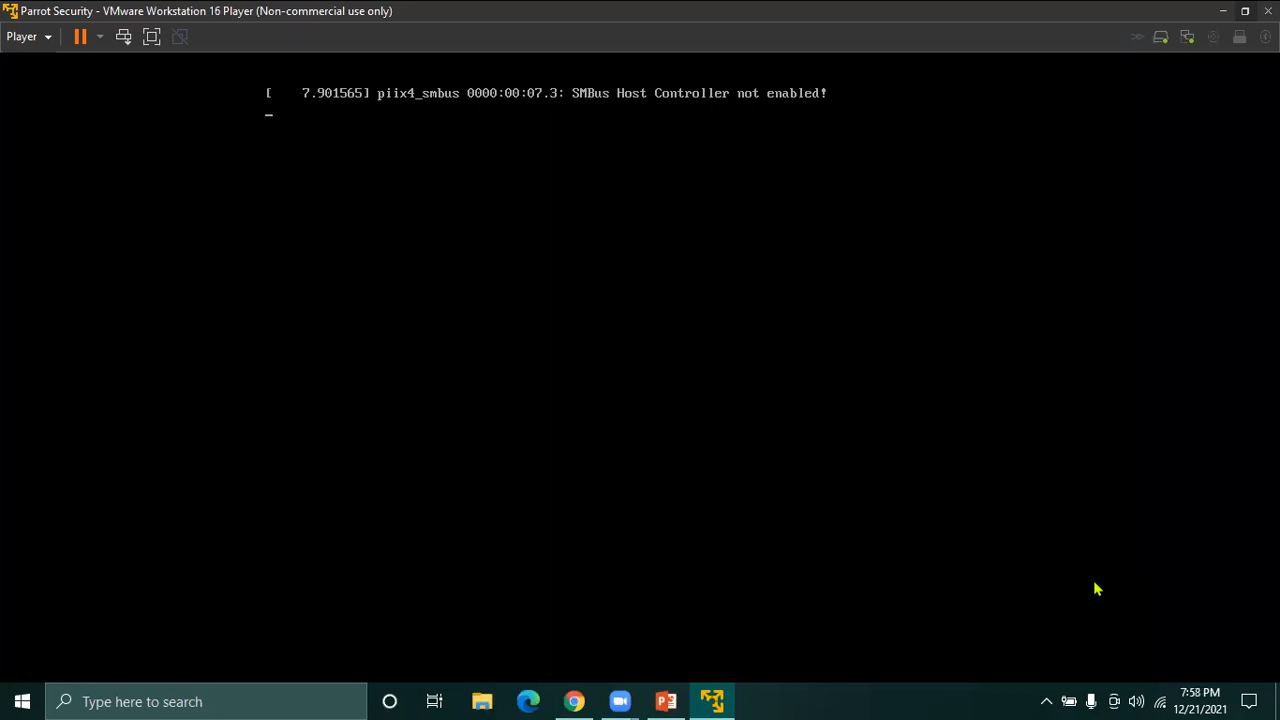 Parrot Security - VMware Workstation 16 Player (Non-commercial use only)
Player
[    7.901565] piix4_smbus 0000:00:07.3: SMBus Host Controller not enabled!
Type here to search
7:58 PM
12/21/2021